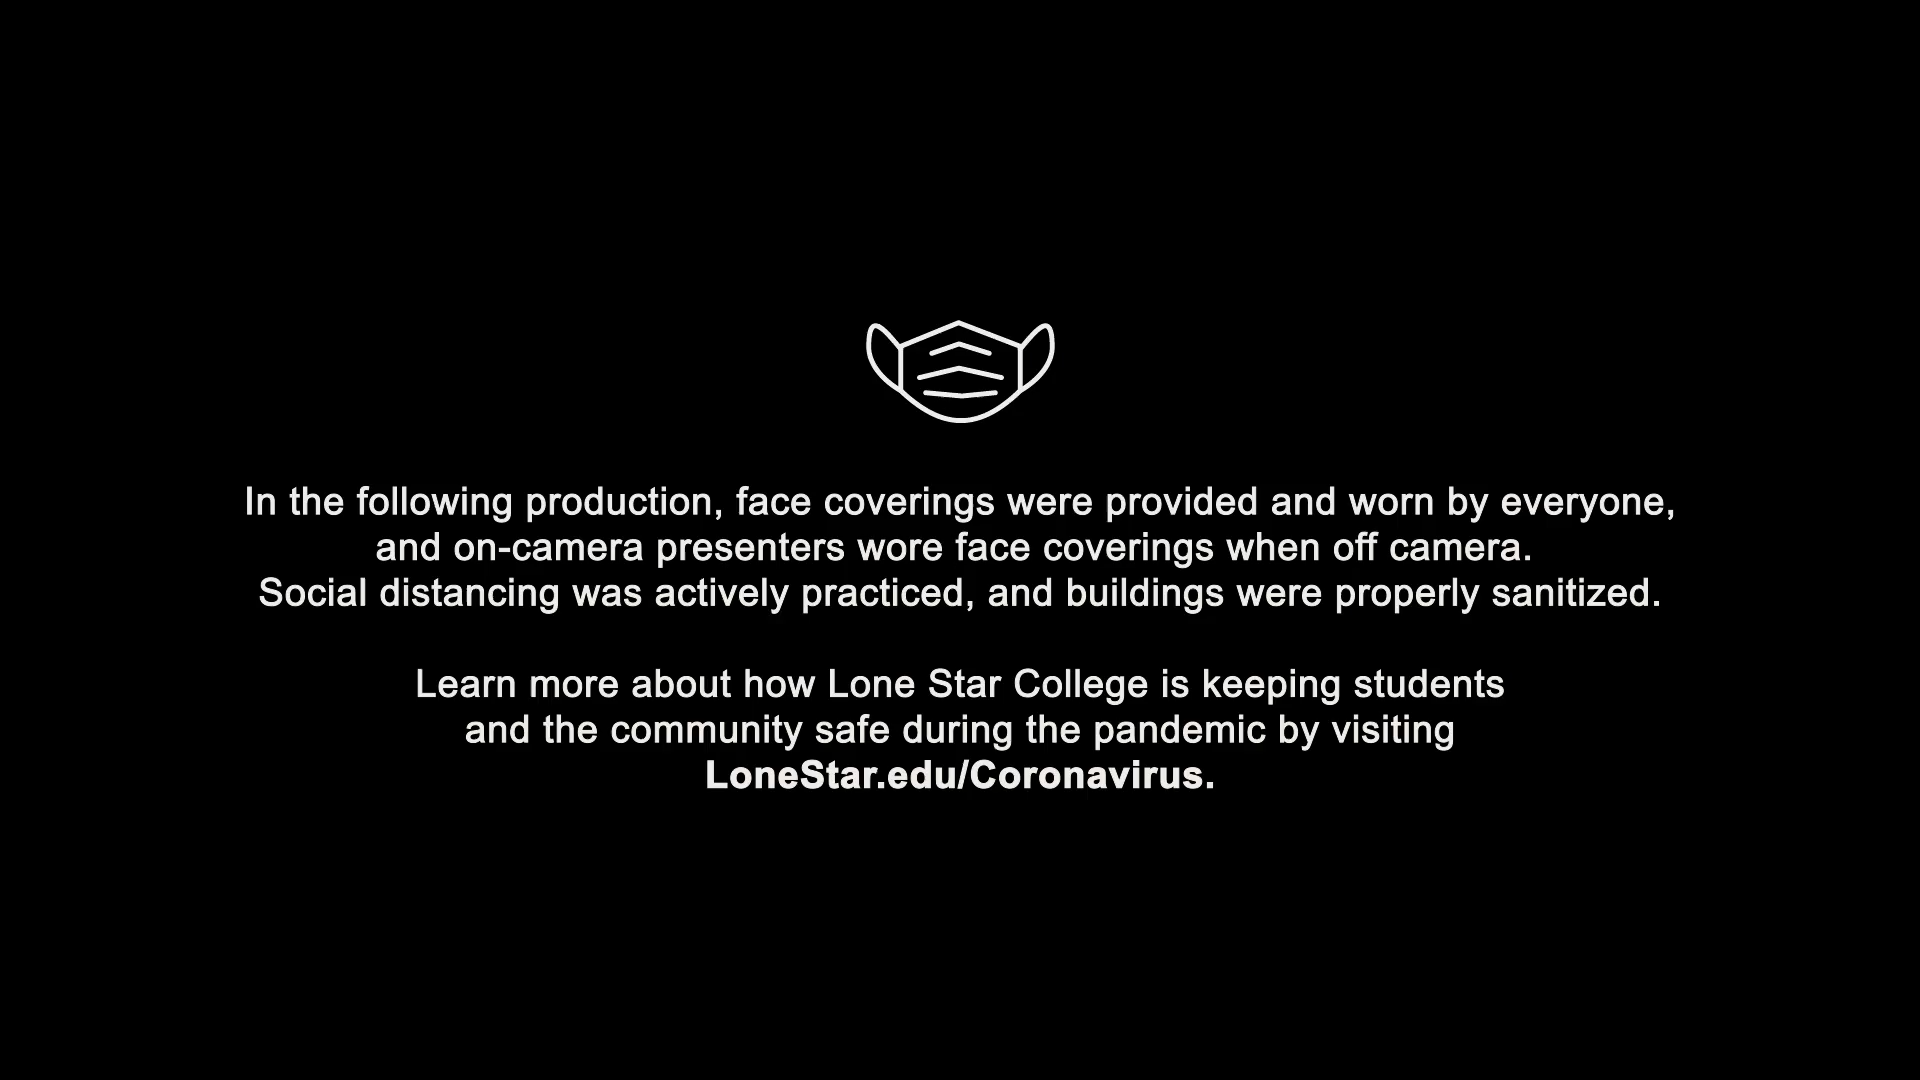 In the following production, face coverings were provided and worn by everyone,
and on-camera presenters wore face coverings when off camera.
Social distancing was actively practiced, and buildings were properly sanitized.
Learn more about how Lone Star College is keeping students
and the community safe during the pandemic by visiting
LoneStar.edu/Coronavirus.